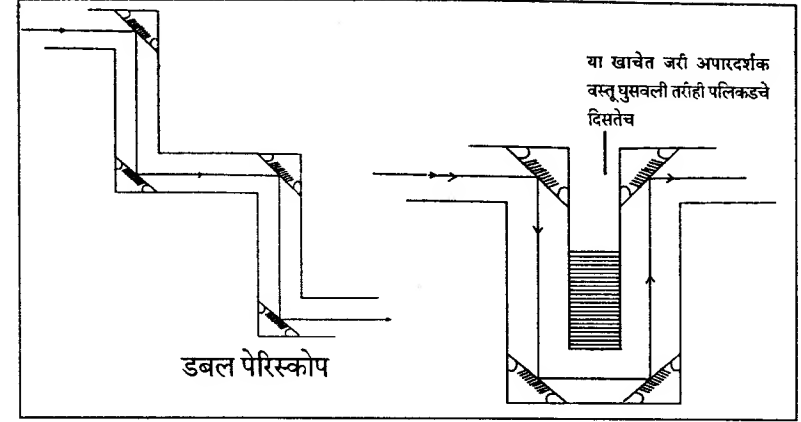 या खाचेत जरी अपारदर्शक
वस्तू घुसवली तरीही पलिकडचे
दिसतेच
डबल पेरिस्कोप